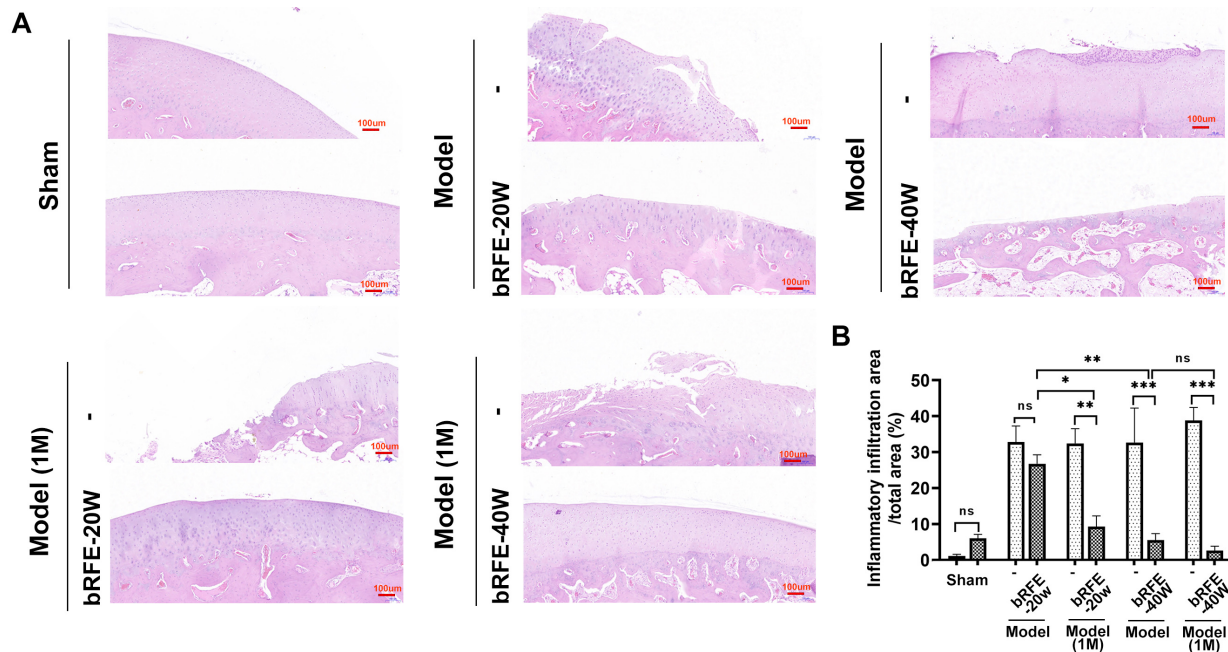 A
Sham
100um
100um
Model
-
bRFE-20W
100um
100um
Model
-
bRFE-40W
100um
100um
Model (1M)
-
bRFE-20W
100um
100um
Model (1M)
-
bRFE-40W
100um
100um
B
Inflammatory infiltration area
/total area (%)
50
40
30
20
10
0
ns
ns
*
**
**
***
ns
***
Sham
-
bRFE
-20w
-
bRFE
-20w
-
bRFE
-40W
-
bRFE
-40W
Model
Model
(1M)
Model
Model
(1M)